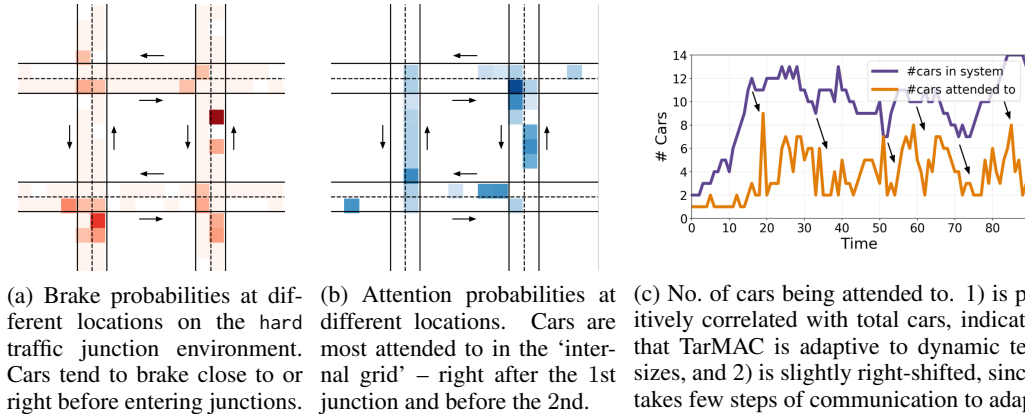 14
12
10
8
6
4
2
0
# Cars
#cars in system
#cars attended to
0 10 20 30 40 50 60 70 80
Time
(a) Brake probabilities at dif-
ferent locations on the hard
traffic junction environment.
Cars tend to brake close to or
right before entering junctions.
(b) Attention probabilities at
different locations. Cars are
most attended to in the ‘inter-
nal grid’ – right after the 1st
junction and before the 2nd.
(c) No. of cars being attended to. 1) is p
itively correlated with total cars, indicat
that TarMAC is adaptive to dynamic te
sizes, and 2) is slightly right-shifted, sinc
takes few steps of communication to adap